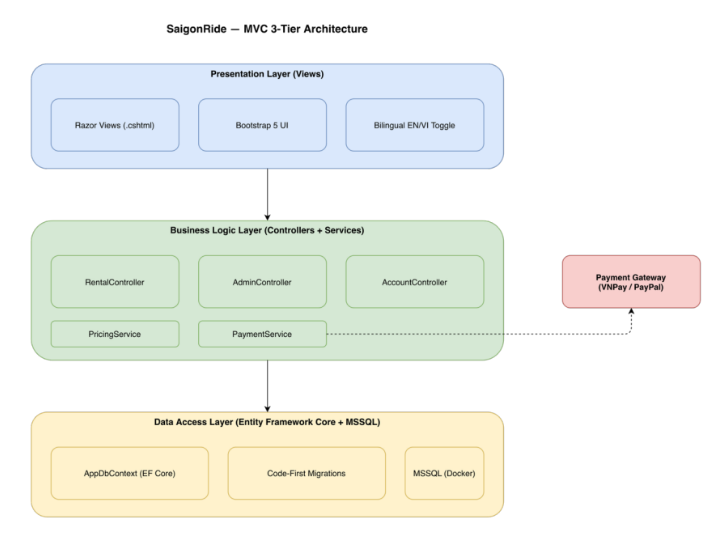 SaigonRide — MVC 3-Tier Architecture
Presentation Layer (Views)
Razor Views (.cshtml)
Bootstrap 5 UI
Bilingual EN/VI Toggle
Business Logic Layer (Controllers + Services)
RentalController
AdminController
AccountController
PricingService
PaymentService
Payment Gateway
(VNPay / PayPal)
Data Access Layer (Entity Framework Core + MSSQL)
AppDbContext (EF Core)
Code-First Migrations
MSSQL (Docker)